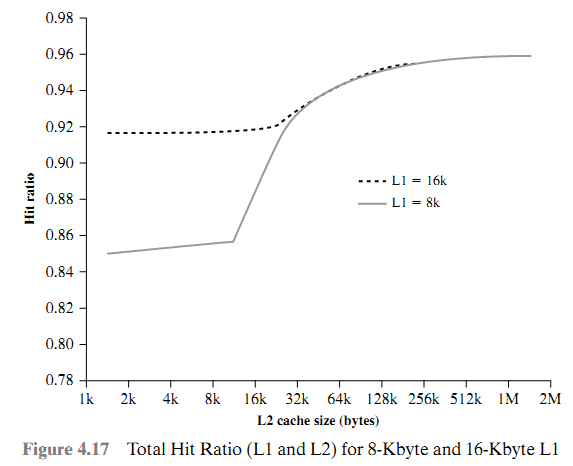 0.98
0.96
0.94
0.92
0.90
0.88
0.86
0.84
0.82
0.80
0.78
Hit ratio
L1 = 16k
L1 = 8k
1k 2k 4k 8k 16k 32k 64k 128k 256k 512k 1M 2M
L2 cache size (bytes)
Figure 4.17 Total Hit Ratio (L1 and L2) for 8-Kbyte and 16-Kbyte L1